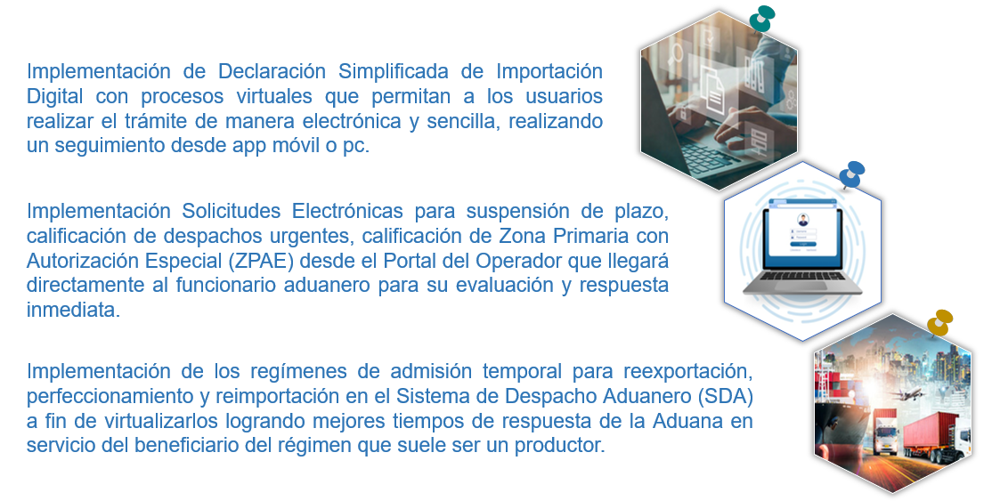 Implementación de Declaración Simplificada de Importación
Digital con procesos virtuales que permitan a los usuarios
realizar el trámite de manera electrónica y sencilla, realizando
un seguimiento desde app móvil o pc.
Implementación Solicitudes Electrónicas para suspensión de plazo,
calificación de despachos urgentes, calificación de Zona Primaria con
Autorización Especial (ZPAE) desde el Portal del Operador que llegará
directamente al funcionario aduanero para su evaluación y respuesta
inmediata.
Implementación de los regímenes de admisión temporal para reexportación,
perfeccionamiento y reimportación en el Sistema de Despacho Aduanero (SDA)
a fin de virtualizarlos logrando mejores tiempos de respuesta de la Aduana en
servicio del beneficiario del régimen que suele ser un productor.